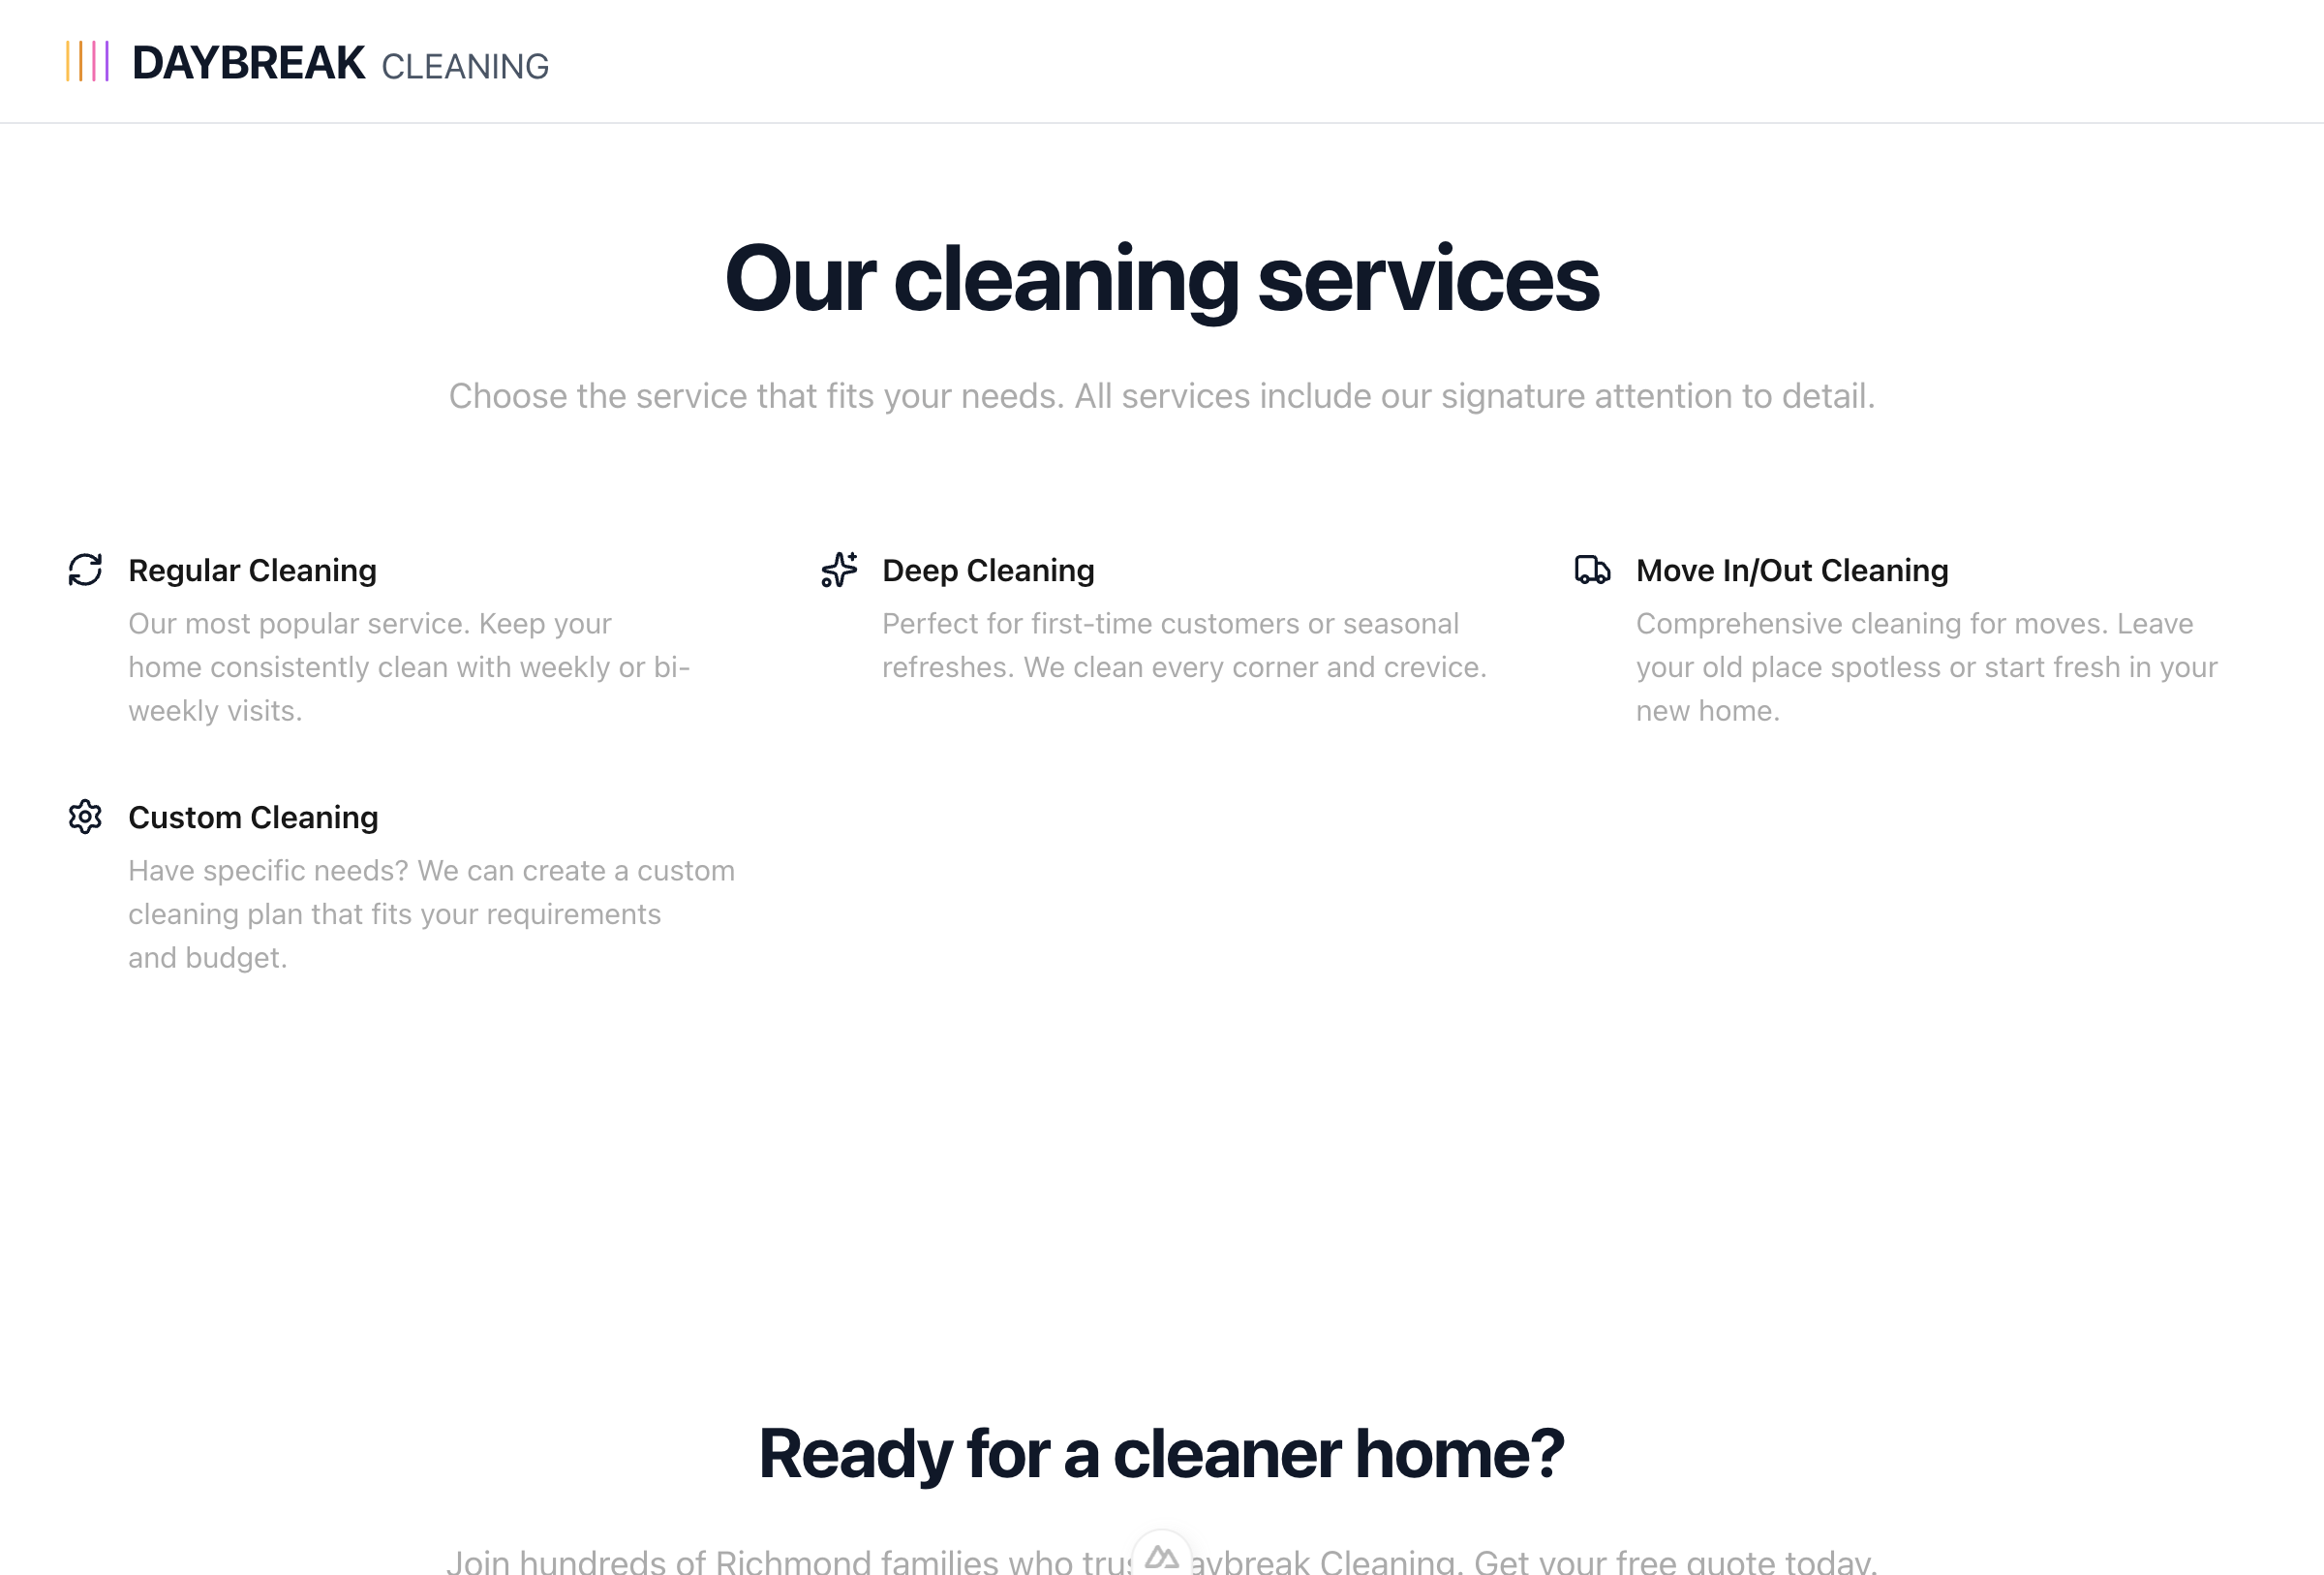 DAYBREAK CLEANING
Our cleaning services
Choose the service that fits your needs. All services include our signature attention to detail.
Regular Cleaning
Our most popular service. Keep your
home consistently clean with weekly or bi-
weekly visits.
Deep Cleaning
Perfect for first-time customers or seasonal
refreshes. We clean every corner and crevice.
Move In/Out Cleaning
Comprehensive cleaning for moves. Leave
your old place spotless or start fresh in your
new home.
Custom Cleaning
Have specific needs? We can create a custom
cleaning plan that fits your requirements
and budget.
Ready for a cleaner home?
Join hundreds of Richmond families who trus aybreak Cleaning. Get your free quote today.